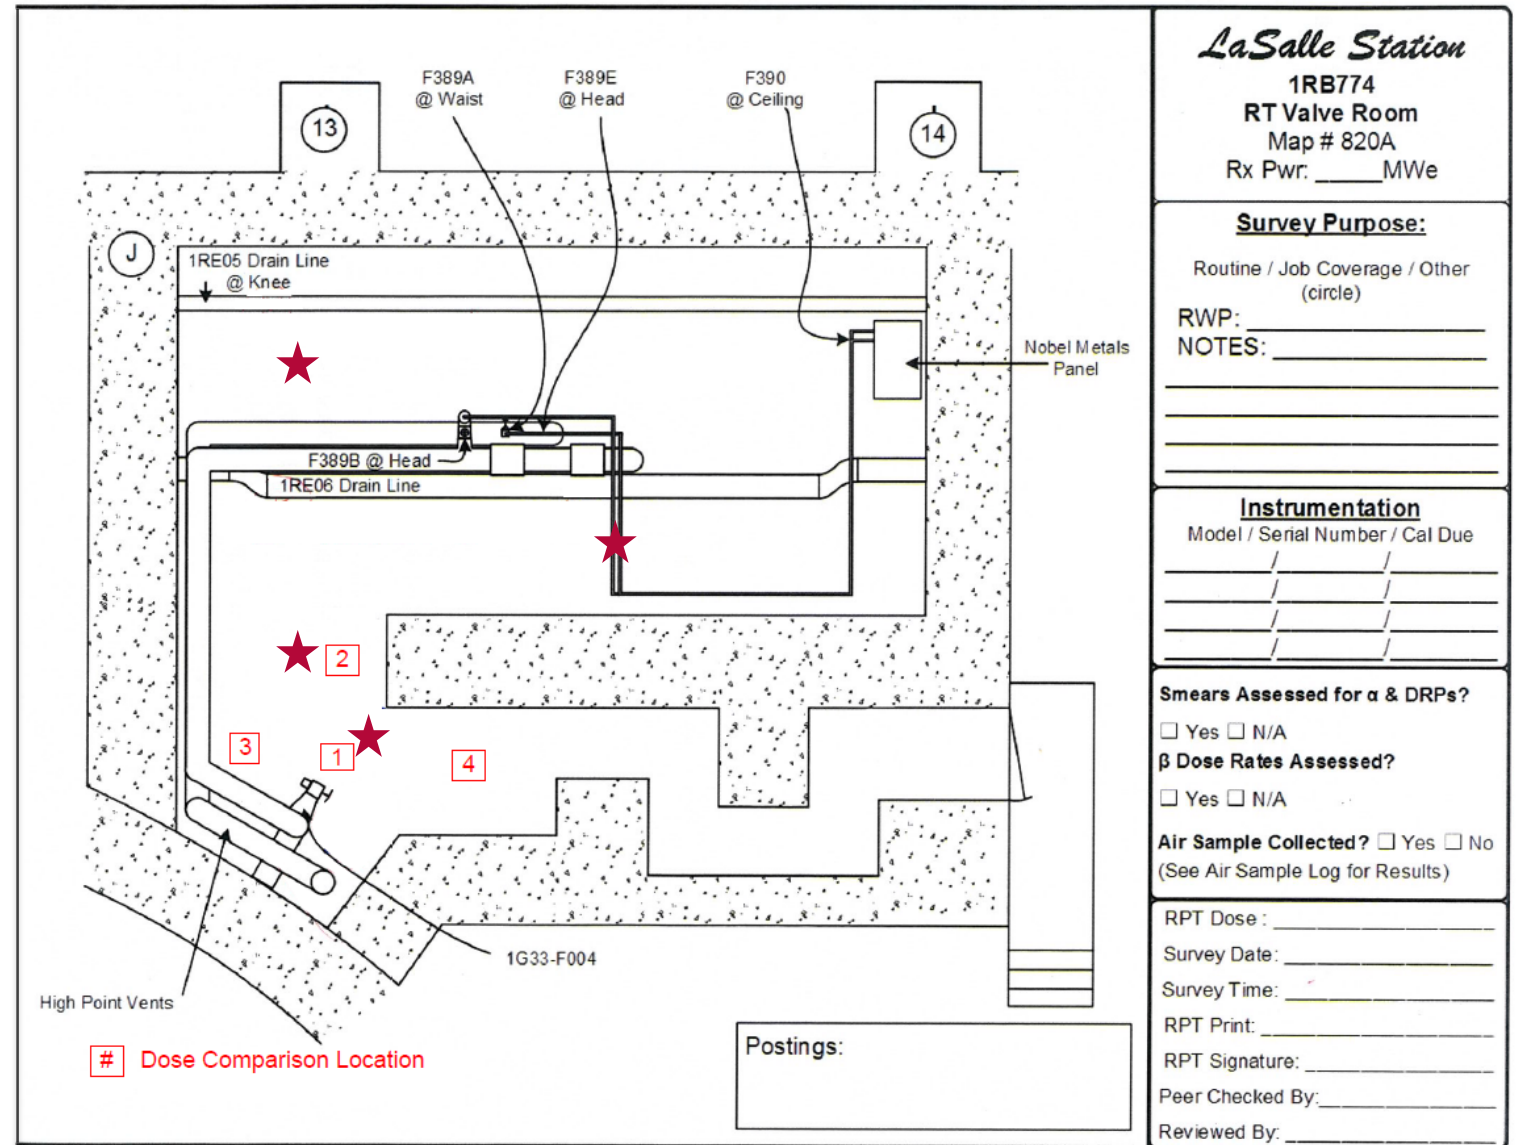 F389A
@ Waist
F389E
@ Head
F390
@ Ceiling
13
14
J
1RE05 Drain Line
@ Knee
Nobel Metals
Panel
F389B @ Head
1RE06 Drain Line
2
3
1
4
1G33-F004
High Point Vents
# Dose Comparison Location
Postings:
LaSalle Station
1RB774
RT Valve Room
Map # 820A
Rx Pwr: _____MWe
Survey Purpose:
Routine / Job Coverage / Other
(circle)
RWP:
NOTES:
Instrumentation
Model / Serial Number / Cal Due
/ /
/ /
/ /
/ /
Smears Assessed for α & DRPs?
☐ Yes ☐ N/A
β Dose Rates Assessed?
☐ Yes ☐ N/A
Air Sample Collected? ☐ Yes ☐ No
(See Air Sample Log for Results)
RPT Dose :
Survey Date:
Survey Time:
RPT Print:
RPT Signature:
Peer Checked By:
Reviewed By: